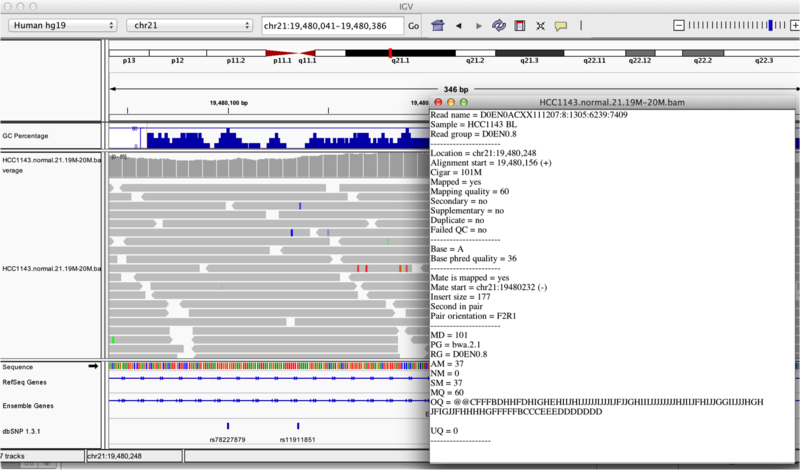 IGV
Human hg19
chr21
chr21:19,480,041-19,480,386
Go
p13
p12
p11.2
p11.1
q11.1
q21.1
q21.2
q21.3
q22.11
q22.12
q22.2
q22.3
346 bp
19,480,100 bp
GC Percentage
HCC1143.normal.21.19M-20M.ba
verage
HCC1143.normal.21.19M-20M.ba
Sequence
RefSeq Genes
Ensemble Genes
dbSNP 1.3.1
rs78227879
rs11911851
7 tracks
chr21:19,480,248
HCC1143.normal.21.19M-20M.bam
Read name = D0EN0ACXX111207:8:1305:6239:7409
Sample = HCC1143 BL
Read group = D0EN0.8
----------------------
Location = chr21:19,480,248
Alignment start = 19,480,156 (+)
Cigar = 101M
Mapped = yes
Mapping quality = 60
Secondary = no
Supplementary = no
Duplicate = no
Failed QC = no
----------------------
Base = A
Base phred quality = 36
----------------------
Mate is mapped = yes
Mate start = chr21:19480232 (-)
Insert size = 177
Second in pair
Pair orientation = F2R1
----------------------
MD = 101
PG = bwa.2.1
RG = D0EN0.8
AM = 37
NM = 0
SM = 37
MQ = 60
UQ = 0
-------------------